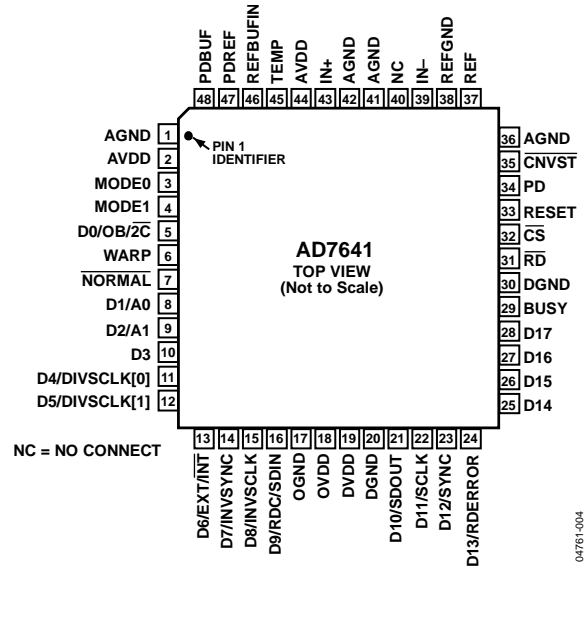 48 PDBUF
47 PDREF
46 REFBUFIN
45 TEMP
44 AVDD
43 IN+
42 AGND
41 AGND
40 NC
39 IN–
38 REFGND
37 REF
AGND 1
AVDD 2
MODE0 3
MODE1 4
D0/OB/2C̅ 5
WARP 6
N̅O̅R̅M̅A̅L̅ 7
D1/A0 8
D2/A1 9
D3 10
D4/DIVSCLK[0] 11
D5/DIVSCLK[1] 12
PIN 1
IDENTIFIER
AD7641
TOP VIEW
(Not to Scale)
36 AGND
35 C̅N̅V̅S̅T̅
34 PD
33 RESET
32 C̅S̅
31 R̅D̅
30 DGND
29 BUSY
28 D17
27 D16
26 D15
25 D14
NC = NO CONNECT
13 D6/EXT/I̅N̅T̅
14 D7/INVSYNC
15 D8/INVSCLK
16 D9/RDC/SDIN
17 OGND
18 OVDD
19 DVDD
20 DGND
21 D10/SDOUT
22 D11/SCLK
23 D12/SYNC
24 D13/RDERROR
04761-004